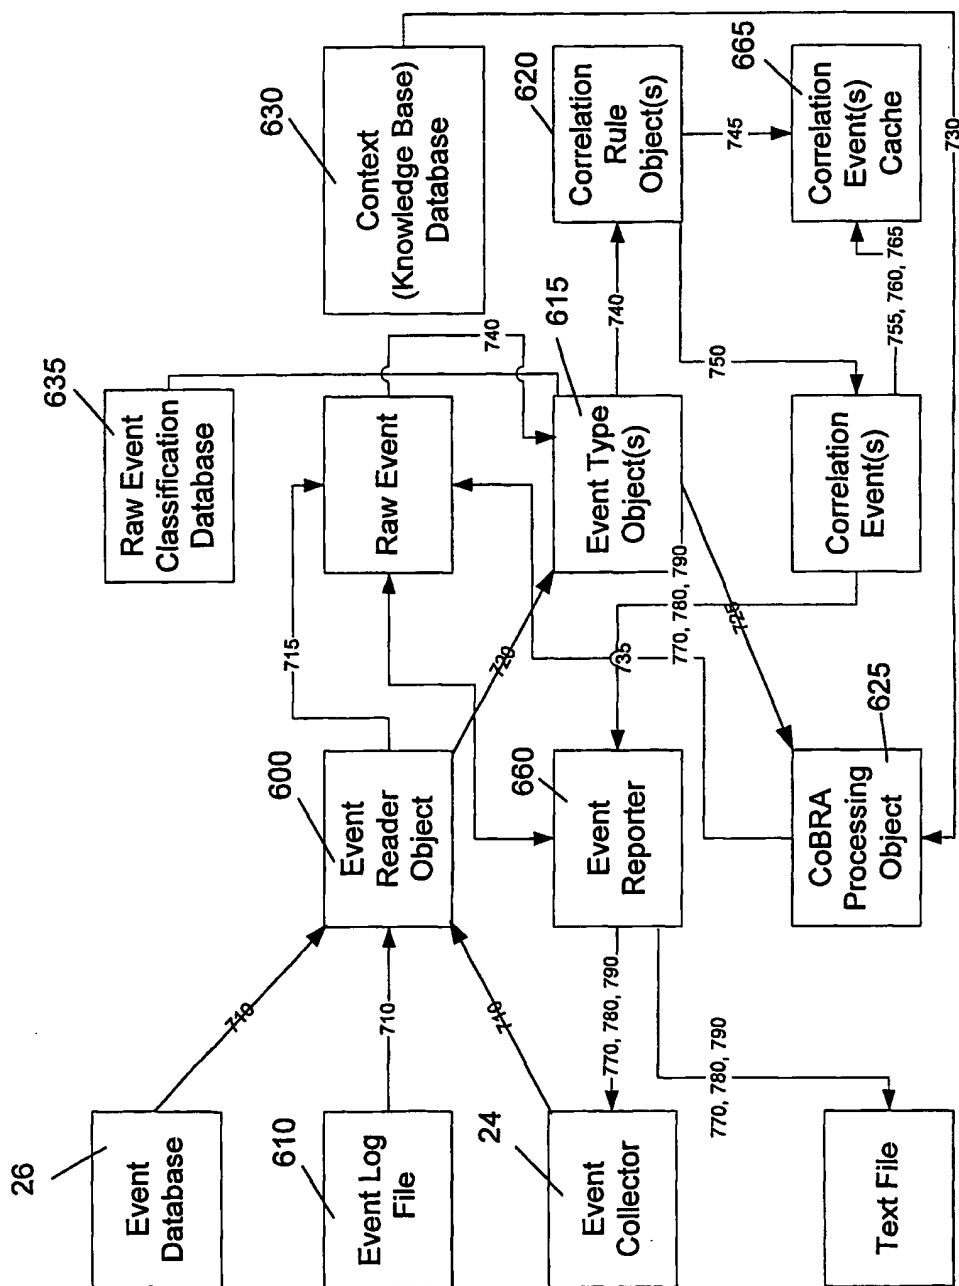 26
Event
Database
610
Event Log
File
24
Event
Collector
Text File
710
710
710
770, 780, 790
770, 780, 790
600
Event
Reader
Object
660
Event
Reporter
CoBRA
Processing
Object
625
715
720
735
770, 780, 790
725
635
Raw Event
Classification
Database
Raw Event
740
615
Event Type
Object(s)
740
750
Correlation
Event(s)
755, 760, 765
630
Context
(Knowledge Base)
Database
620
Correlation
Rule
Object(s)
745
665
Correlation
Event(s)
Cache
730